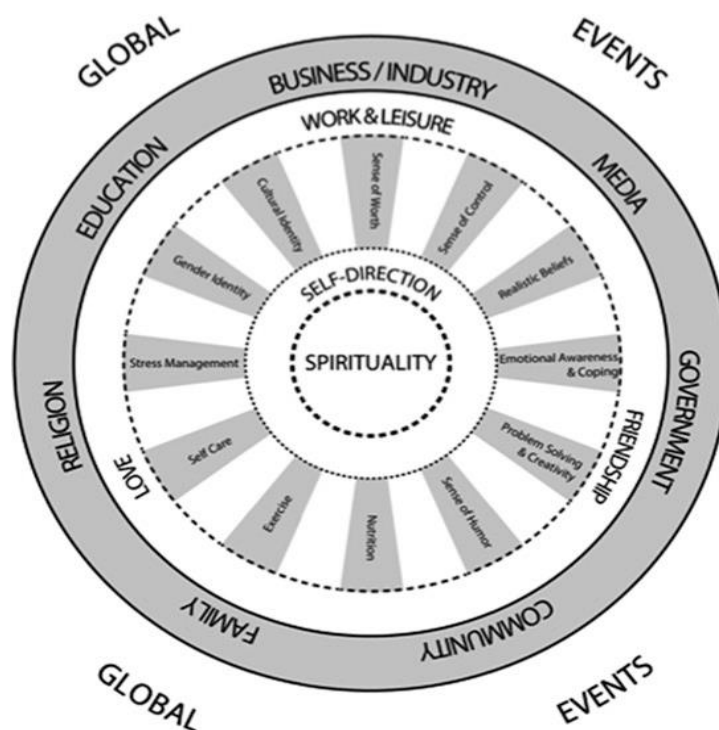 GLOBAL
EVENTS
BUSINESS / INDUSTRY
EDUCATION
MEDIA
RELIGION
GOVERNMENT
FAMILY
COMMUNITY
WORK & LEISURE
LOVE
FRIENDSHIP
Sense of Worth
Sense of Control
Realistic Beliefs
Emotional Awareness
& Coping
Problem Solving
& Creativity
Sense of Humor
Nutrition
Exercise
Self Care
Stress Management
Gender Identity
Cultural Identity
SELF-DIRECTION
SPIRITUALITY
GLOBAL
EVENTS